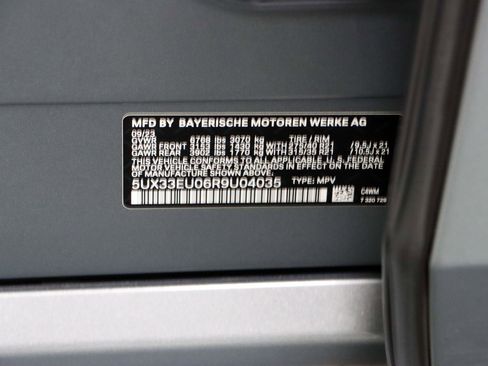 MFD BY BAYERISCHE MOTOREN WERKE AG
09/23
GVWR 6768 lbs 3070 kg TIRE / RIM
GAWR FRONT 3153 lbs 1430 kg 275/40 R21 /9.5J x 21
GAWR REAR 3902 lbs 1770 kg 315/35 R21 /10.5J x 21
THIS VEHICLE CONFORMS TO ALL APPLICABLE U.S. FEDERAL
MOTOR VEHICLE SAFETY STANDARDS IN EFFECT ON THE DATE
OF MANUFACTURE SHOWN ABOVE.
5UX33EU06R9U04035 TYPE: MPV
C4WM
7 320 726